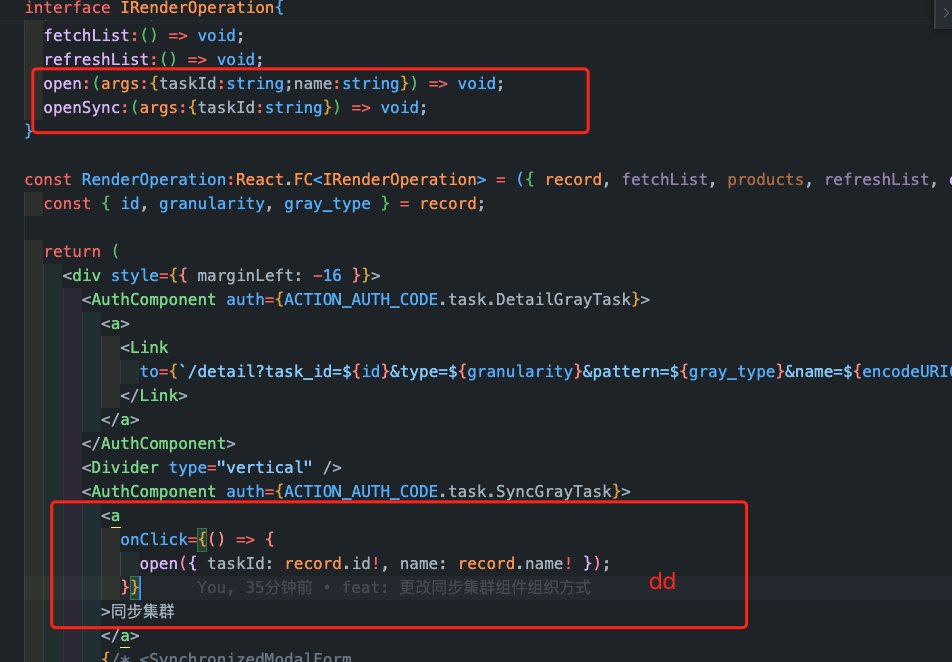 interface IRenderOperation{
fetchList:() => void;
refreshList:() => void;
open:(args:{taskId:string;name:string}) => void;
openSync:(args:{taskId:string}) => void;
}
const RenderOperation:React.FC<IRenderOperation> = ({ record, fetchList, products, refreshList,
const { id, granularity, gray_type } = record;
return (
<div style={{ marginLeft: -16 }}>
<AuthComponent auth={ACTION_AUTH_CODE.task.DetailGrayTask}>
<a>
<Link
to={`/detail?task_id=${id}&type=${granularity}&pattern=${gray_type}&name=${encodeURIC
</Link>
</a>
</AuthComponent>
<Divider type="vertical" />
<AuthComponent auth={ACTION_AUTH_CODE.task.SyncGrayTask}>
<a
onClick={() => {
open({ taskId: record.id!, name: record.name! });
}} You, 35分钟前 • feat: 更改同步集群组件组织方式
dd
>同步集群
</a>
{/* <SynchronizedModalForm